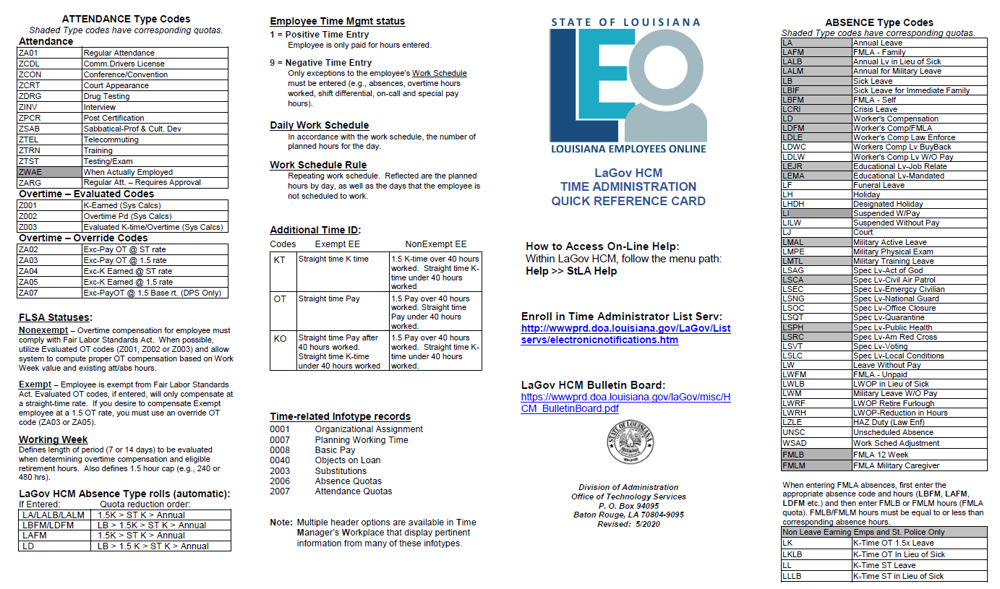 ATTENDANCE Type Codes
Shaded Type codes have corresponding quotas.
Attendance
ZA01 Regular Attendance
ZCDL Comm.Drivers License
ZCON Conference/Convention
ZCRT Court Appearance
ZDRG Drug Testing
ZINV Interview
ZPCR Post Certification
ZSAB Sabbatical-Prof & Cult. Dev
ZTEL Telecommuting
ZTRN Training
ZTST Testing/Exam
ZWAE When Actually Employed
ZARG Regular Att. – Requires Approval
Overtime – Evaluated Codes
Z001 K-Earned (Sys Calcs)
Z002 Overtime Pd (Sys Calcs)
Z003 Evaluated K-time/Overtime (Sys Calcs)
Overtime – Override Codes
ZA02 Exc-Pay OT @ ST rate
ZA03 Exc-Pay OT @ 1.5 rate
ZA04 Exc-K Earned @ ST rate
ZA05 Exc-K Earned @ 1.5 rate
ZA07 Exc-PayOT @ 1.5 Base rt. (DPS Only)
FLSA Statuses:
Nonexempt – Overtime compensation for employee must
comply with Fair Labor Standards Act. When possible,
utilize Evaluated OT codes (Z001, Z002 or Z003) and allow
system to compute proper OT compensation based on Work
Week value and existing att/abs hours.
Exempt – Employee is exempt from Fair Labor Standards
Act. Evaluated OT codes, if entered, will only compensate at
a straight-time rate. If you desire to compensate Exempt
employee at a 1.5 OT rate, you must use an override OT
code (ZA03 or ZA05).
Working Week
Defines length of period (7 or 14 days) to be evaluated
when determining overtime compensation and eligible
retirement hours. Also defines 1.5 hour cap (e.g., 240 or
480 hrs).
LaGov HCM Absence Type rolls (automatic):
If Entered: Quota reduction order:
LA/LALB/LALM 1.5K > ST K > Annual
LBFM/LDFM LB > 1.5K > ST K > Annual
LAFM 1.5K > ST K > Annual
LD LB > 1.5 K > ST K > Annual
Employee Time Mgmt status
1 = Positive Time Entry
Employee is only paid for hours entered.
9 = Negative Time Entry
Only exceptions to the employee's Work Schedule
must be entered (e.g., absences, overtime hours
worked, shift differential, on-call and special pay
hours).
Daily Work Schedule
In accordance with the work schedule, the number of
planned hours for the day.
Work Schedule Rule
Repeating work schedule. Reflected are the planned
hours by day, as well as the days that the employee is
not scheduled to work.
Additional Time ID:
Codes Exempt EE NonExempt EE
KT Straight time K time 1.5 K-time over 40 hours
worked. Straight time K-
time under 40 hours
worked
OT Straight time Pay 1.5 Pay over 40 hours
worked. Straight time
Pay under 40 hours
worked.
KO Straight time Pay after 1.5 Pay over 40 hours
40 hours worked. worked. Straight time K-
Straight time K-time time under 40 hours
under 40 hours worked worked.
Time-related Infotype records
0001 Organizational Assignment
0007 Planning Working Time
0008 Basic Pay
0040 Objects on Loan
2003 Substitutions
2006 Absence Quotas
2007 Attendance Quotas
Note: Multiple header options are available in Time
Manager's Workplace that display pertinent
information from many of these infotypes.
STATE OF LOUISIANA
LEO
LOUISIANA EMPLOYEES ONLINE
LaGov HCM
TIME ADMINISTRATION
QUICK REFERENCE CARD
How to Access On-Line Help:
Within LaGov HCM, follow the menu path:
Help >> StLA Help
Enroll in Time Administrator List Serv:
http://wwwprd.doa.louisiana.gov/LaGov/List
servs/electronicnotifications.htm
LaGov HCM Bulletin Board:
https://wwwprd.doa.louisiana.gov/laGov/misc/H
CM_BulletinBoard.pdf
STATE OF LOUISIANA
Division of Administration
Office of Technology Services
P. O. Box 94095
Baton Rouge, LA 70804-9095
Revised: 5/2020
ABSENCE Type Codes
Shaded Type codes have corresponding quotas.
LA Annual Leave
LAFM FMLA - Family
LALB Annual Lv in Lieu of Sick
LALM Annual for Military Leave
LB Sick Leave
LBIF Sick Leave for Immediate Family
LBFM FMLA - Self
LCRI Crisis Leave
LD Worker's Compensation
LDFM Worker's Comp/FMLA
LDLE Worker's Comp Law Enforce
LDWC Workers Comp Lv BuyBack
LDLW Worker's Comp Lv W/O Pay
LEJR Educational Lv-Job Relate
LEMA Educational Lv-Mandated
LF Funeral Leave
LH Holiday
LHDH Designated Holiday
LI Suspended W/Pay
LILW Suspended Without Pay
LJ Court
LMAL Military Active Leave
LMPE Military Physical Exam
LMTL Military Training Leave
LSAG Spec Lv-Act of God
LSCA Spec Lv-Civil Air Patrol
LSEC Spec Lv-Emergcy Civilian
LSNG Spec Lv-National Guard
LSOC Spec Lv-Office Closure
LSQT Spec Lv-Quarantine
LSPH Spec Lv-Public Health
LSRC Spec Lv-Am Red Cross
LSVT Spec Lv-Voting
LSLC Spec Lv-Local Conditions
LW Leave Without Pay
LWFM FMLA - Unpaid
LWLB LWOP in Lieu of Sick
LWM Military Leave W/O Pay
LWRF LWOP Retire Furlough
LWRH LWOP-Reduction in Hours
LZLE HAZ Duty (Law Enf)
UNSC Unscheduled Absence
WSAD Work Sched Adjustment
FMLB FMLA 12 Week
FMLM FMLA Military Caregiver
When entering FMLA absences, first enter the
appropriate absence code and hours (LBFM, LAFM,
LDFM etc.) and then enter FMLB or FMLM hours (FMLA
quota). FMLB/FMLM hours must be equal to or less than
corresponding absence hours.
Non Leave Earning Emps and St. Police Only
LK K-Time OT 1.5x Leave
LKLB K-Time OT In Lieu of Sick
LL K-Time ST Leave
LLLB K-Time ST in Lieu of Sick